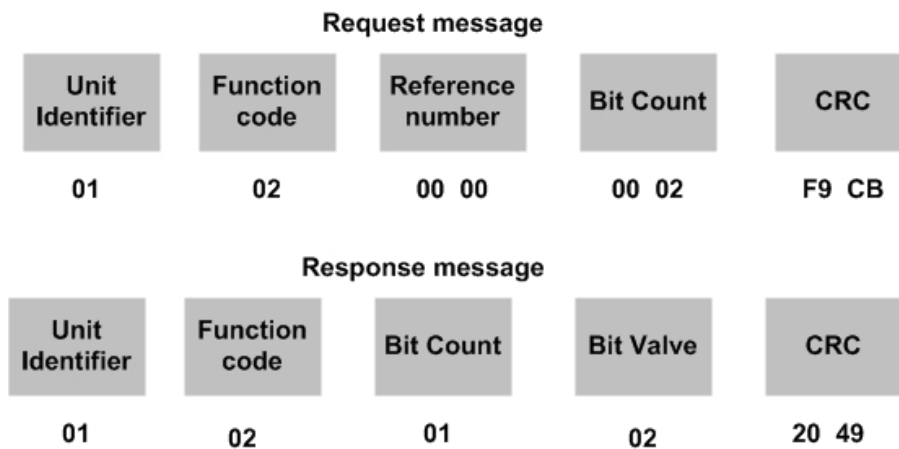 Request message
Unit Identifier
Function code
Reference number
Bit Count
CRC
01
02
00 00
00 02
F9 CB
Response message
Unit Identifier
Function code
Bit Count
Bit Valve
CRC
01
02
01
02
20 49